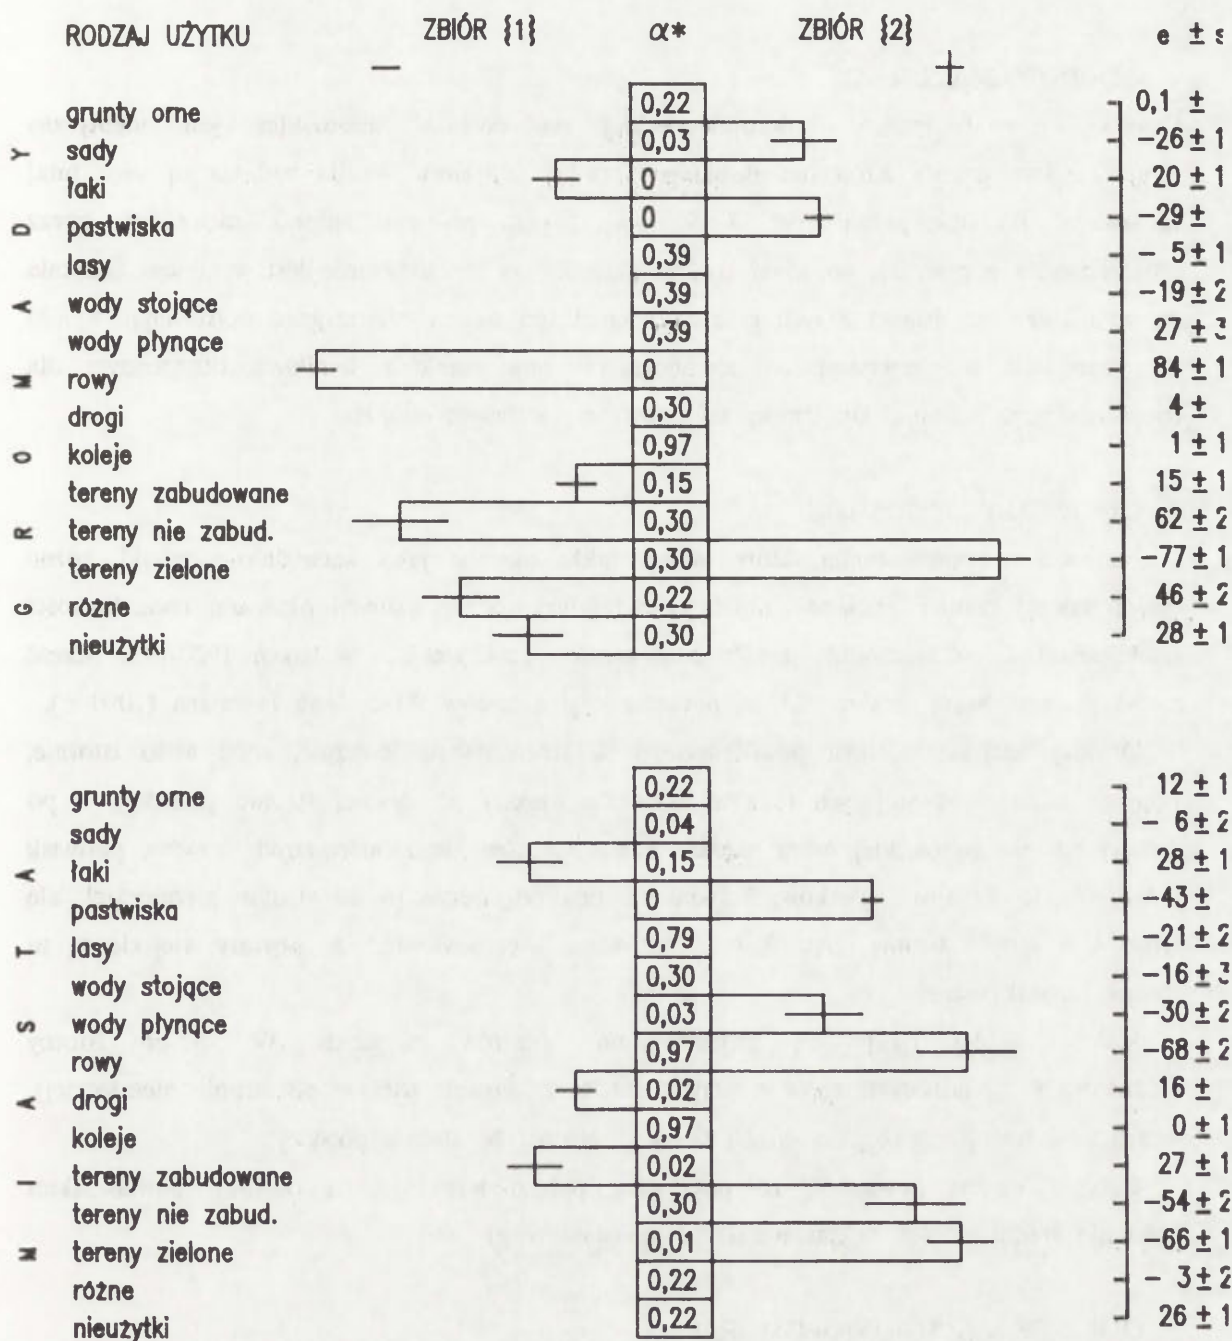 RODZAJ UŻYTKU ZBIÓR {1} α* ZBIÓR {2} e ± s
— +
GROMADY
grunty orne 0,22 0,1 ±
sady 0,03 -26 ± 1
łaki 0 20 ± 1
pastwiska 0 -29 ±
lasy 0,39 - 5 ± 1
wody stojące 0,39 -19 ± 2
wody płynące 0,39 27 ± 3
rowy 0 84 ± 1
drogi 0,30 4 ±
koleje 0,97 1 ± 1
tereny zabudowane 0,15 15 ± 1
tereny nie zabud. 0,30 62 ± 2
tereny zielone 0,30 -77 ± 1
różne 0,22 46 ± 2
nieużytki 0,30 28 ± 1
MIASTA
grunty orne 0,22 12 ± 1
sady 0,04 - 6 ± 2
łaki 0,15 28 ± 1
pastwiska 0 -43 ±
lasy 0,79 -21 ± 2
wody stojące 0,30 -16 ± 3
wody płynące 0,03 -30 ± 2
rowy 0,97 -68 ± 2
drogi 0,02 16 ±
koleje 0,97 0 ± 1
tereny zabudowane 0,02 27 ± 1
tereny nie zabud. 0,30 -54 ± 2
tereny zielone 0,01 -66 ± 1
różne 0,22 - 3 ± 2
nieużytki 0,22 26 ± 1